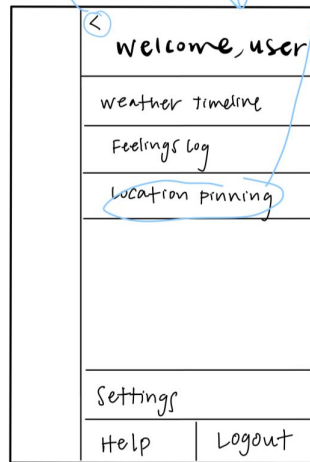 <
welcome, user
weather timeline
Feelings log
Location pinning
Settings
Help Logout